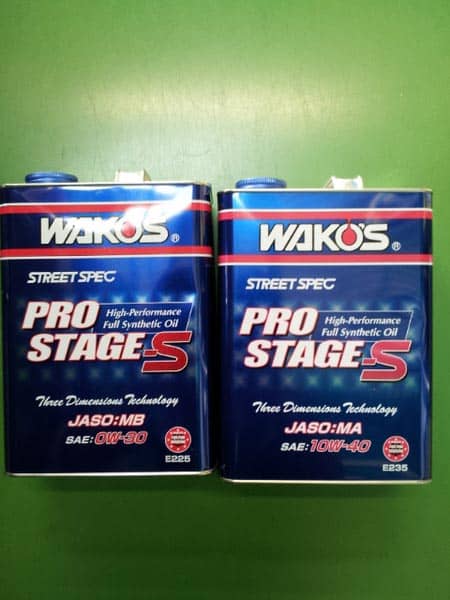 WAKO'S®
STREET SPEC
PRO STAGE-S
High-Performance
Full Synthetic Oil
Three Dimensions Technology
JASO:MB
SAE: 0W-30
E225
WAKO'S®
STREET SPEC
PRO STAGE-S
High-Performance
Full Synthetic Oil
Three Dimensions Technology
JASO:MA
SAE: 10W-40
E235